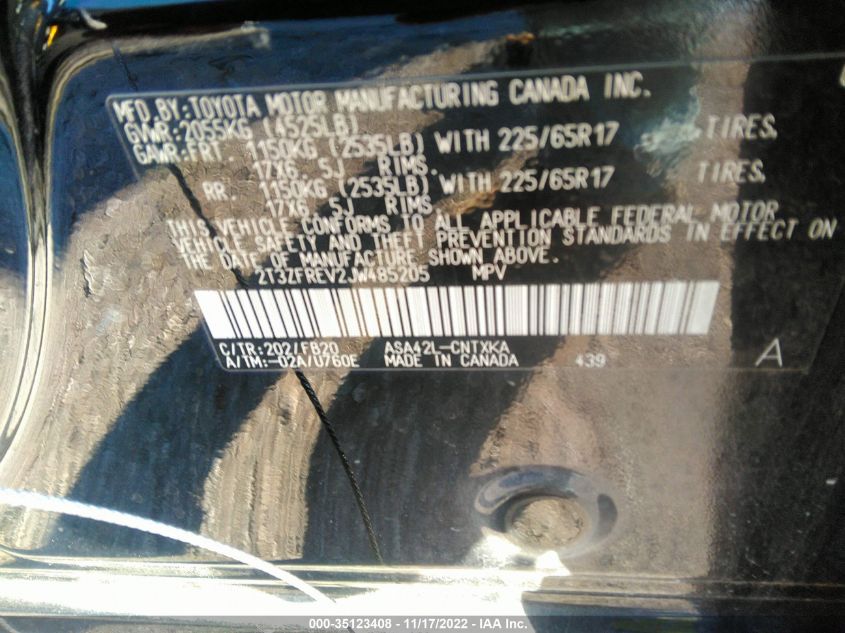 MFD.BY:TOYOTA MOTOR MANUFACTURING CANADA INC.
GVWR:2055KG (4525LB)
GAWR:FRT. 1150KG (2535LB) WITH 225/65R17 TIRES,
17X6.5J RIMS.
RR. 1150KG (2535LB) WITH 225/65R17 TIRES,
17X6.5J RIMS.
THIS VEHICLE CONFORMS TO ALL APPLICABLE FEDERAL MOTOR
VEHICLE SAFETY AND THEFT PREVENTION STANDARDS IN EFFECT ON
THE DATE OF MANUFACTURE SHOWN ABOVE.
2T3ZFREV2JW485205 MPV
C/TR:202/FB20 ASA42L-CNTXKA
A/TM:-02A/U760E MADE IN CANADA 439 A
000-35123408 - 11/17/2022 - IAA Inc.